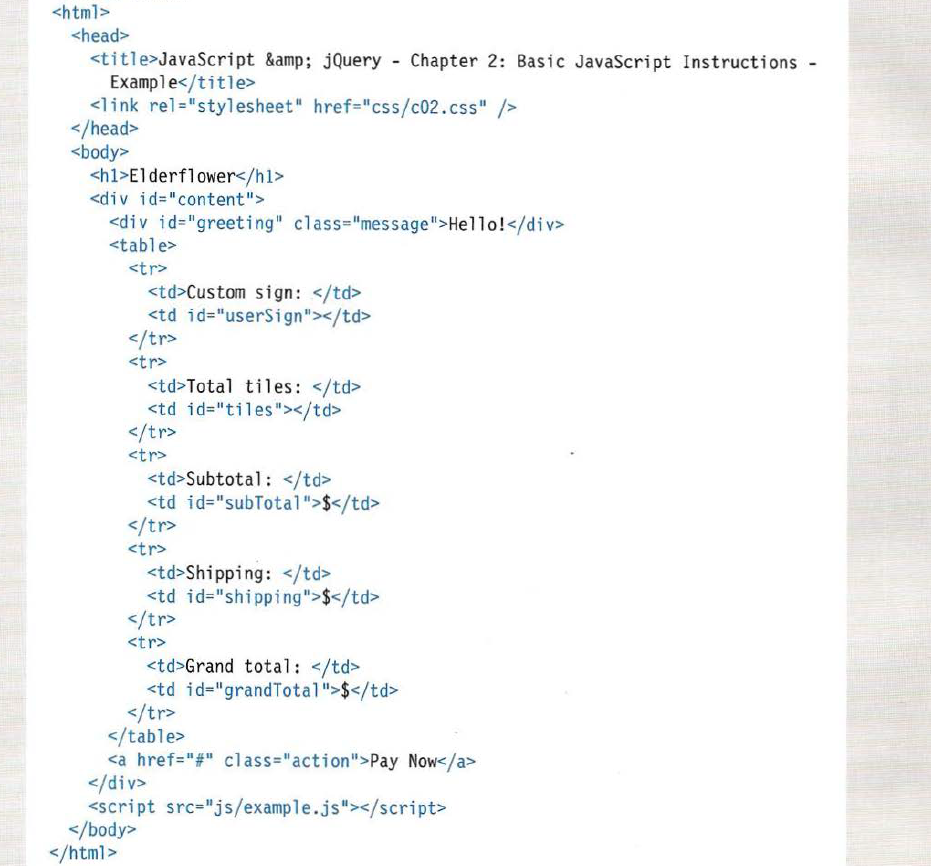 <html>
<head>
<title>JavaScript &amp; jQuery - Chapter 2: Basic JavaScript Instructions -
Example</title>
<link rel="stylesheet" href="css/c02.css" />
</head>
<body>
<h1>Elderflower</h1>
<div id="content">
<div id="greeting" class="message">Hello!</div>
<table>
<tr>
<td>Custom sign: </td>
<td id="userSign"></td>
</tr>
<tr>
<td>Total tiles: </td>
<td id="tiles"></td>
</tr>
<tr>
<td>Subtotal: </td>
<td id="subTotal">$</td>
</tr>
<tr>
<td>Shipping: </td>
<td id="shipping">$</td>
</tr>
<tr>
<td>Grand total: </td>
<td id="grandTotal">$</td>
</tr>
</table>
<a href="#" class="action">Pay Now</a>
</div>
<script src="js/example.js"></script>
</body>
</html>